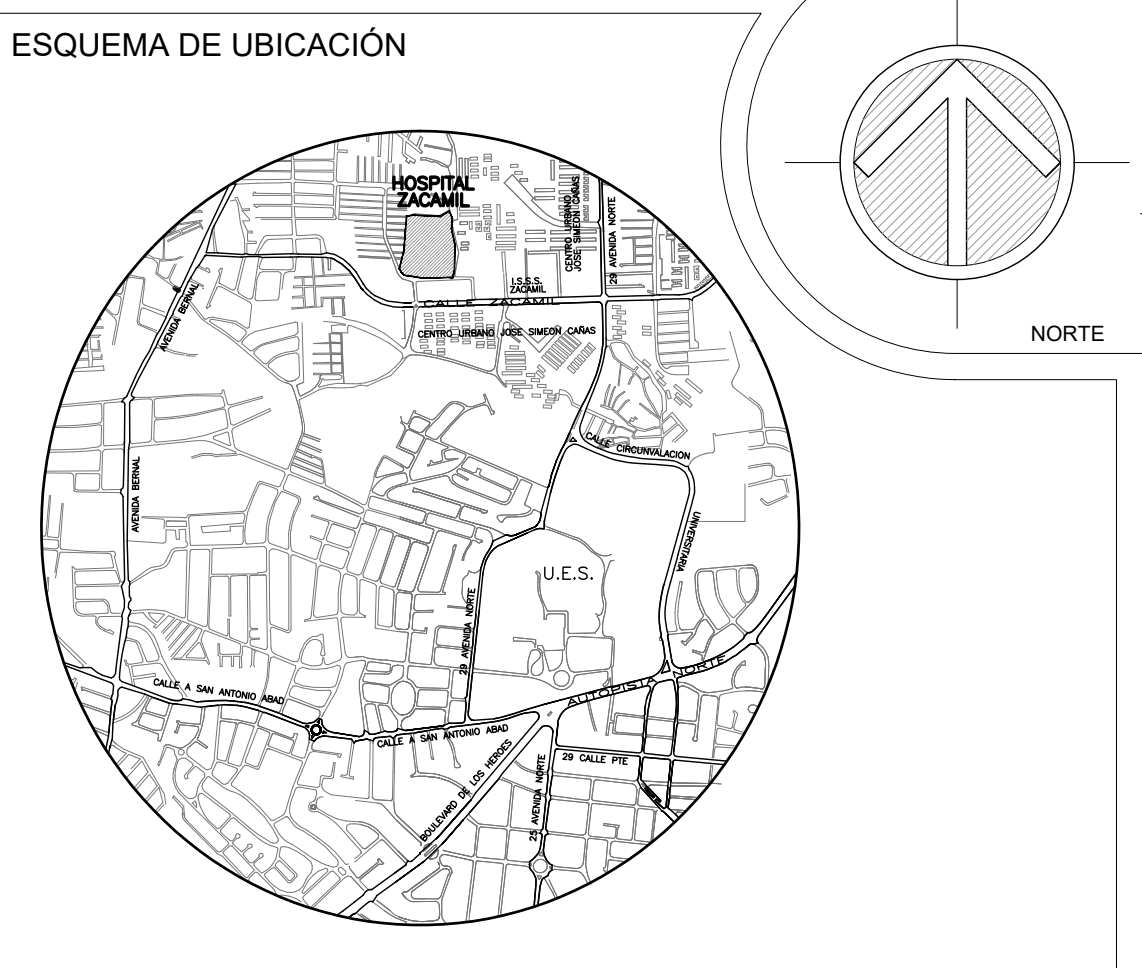 ESQUEMA DE UBICACIÓN
NORTE
HOSPITAL
ZACAMIL
CENTRO URBANO
JOSE SIMEON CAÑAS
29 AVENIDA NORTE
I.S.S.S.
ZACAMIL
CALLE ZACAMIL
AVENIDA BERNAL
CENTRO URBANO JOSE SIMEON CAÑAS
CALLE CIRCUNVALACION
AVENIDA BERNAL
UNIVERSITARIA
U.E.S.
29 AVENIDA NORTE
AUTOPISTA NORTE
CALLE A SAN ANTONIO ABAD
CALLE A SAN ANTONIO ABAD
BOULEVARD DE LOS HEROES
29 CALLE PTE
25 AVENIDA NORTE